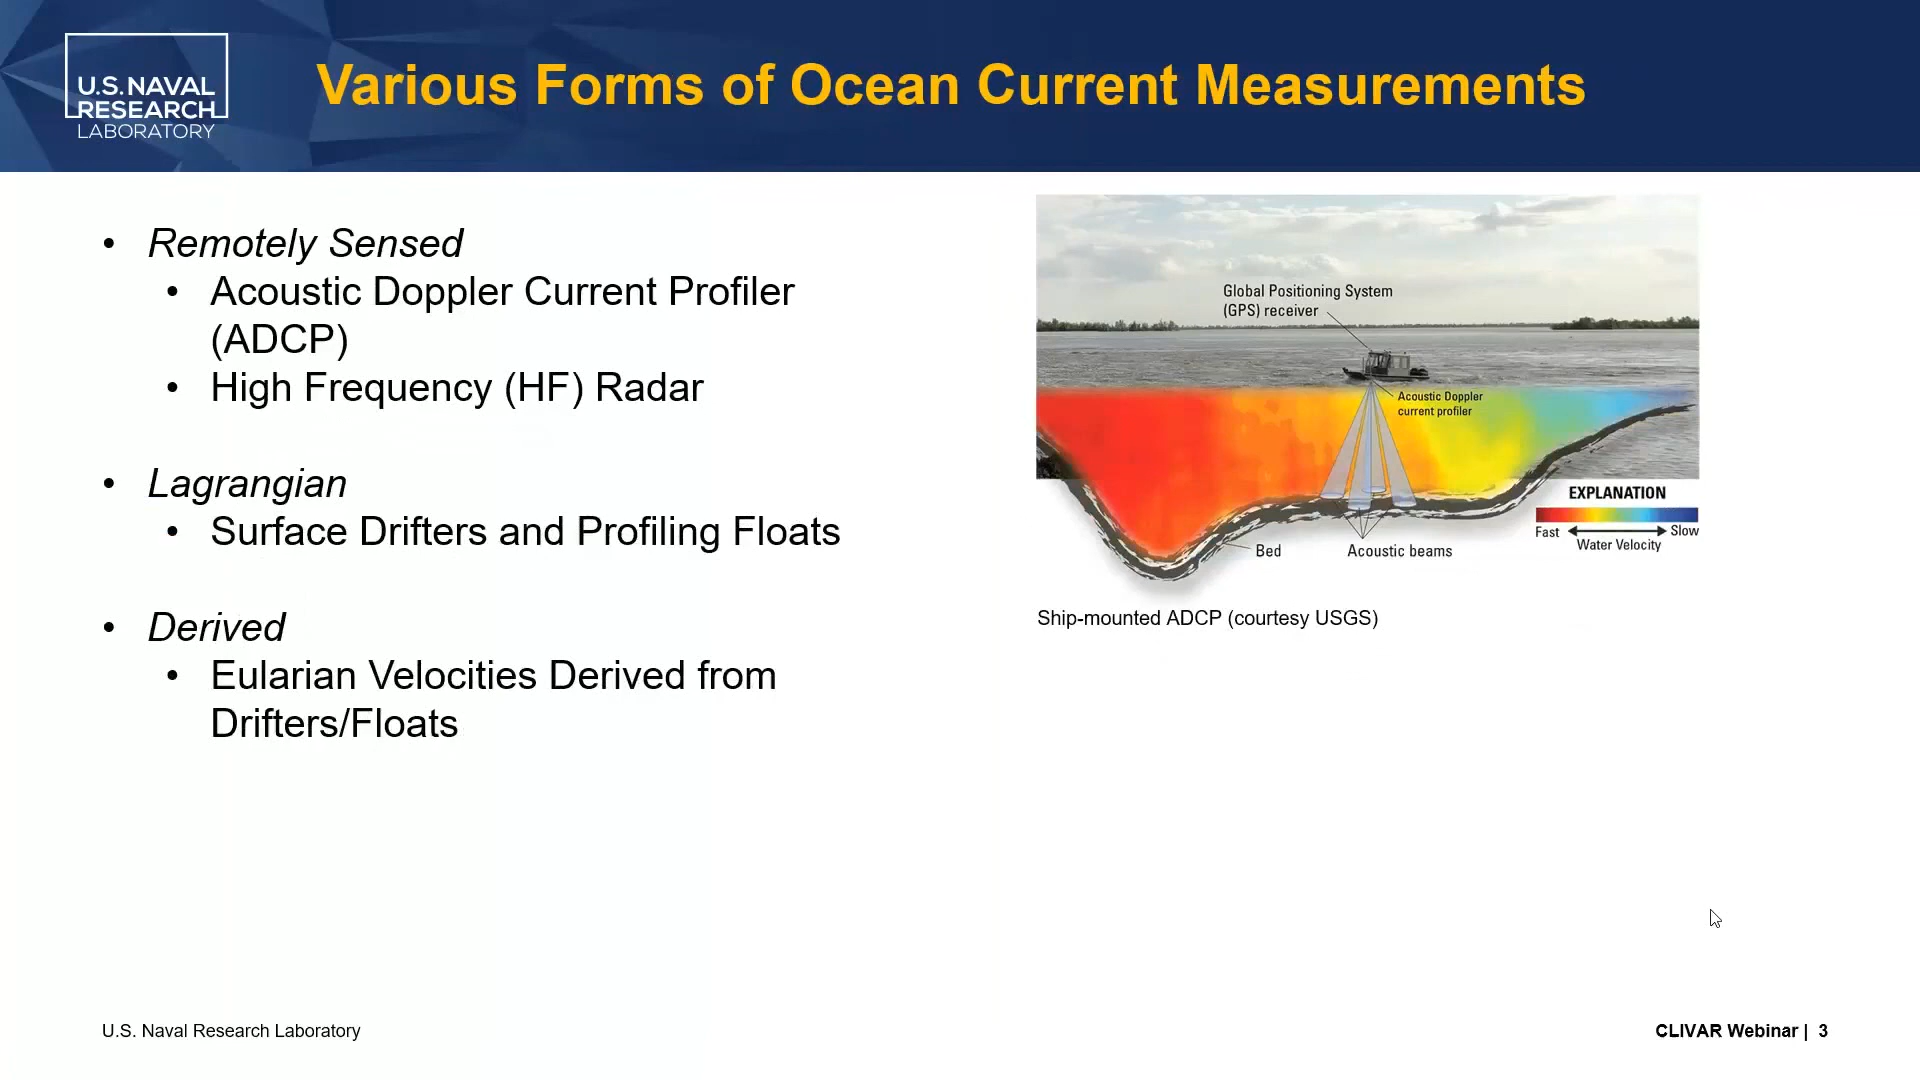 U.S. NAVAL
RESEARCH
LABORATORY
Various Forms of Ocean Current Measurements
• Remotely Sensed
• Acoustic Doppler Current Profiler
(ADCP)
• High Frequency (HF) Radar
• Lagrangian
• Surface Drifters and Profiling Floats
• Derived
• Eularian Velocities Derived from
Drifters/Floats
Global Positioning System
(GPS) receiver
Acoustic Doppler
current profiler
EXPLANATION
Fast
Slow
Water Velocity
Bed
Acoustic beams
Ship-mounted ADCP (courtesy USGS)
U.S. Naval Research Laboratory
CLIVAR Webinar | 3